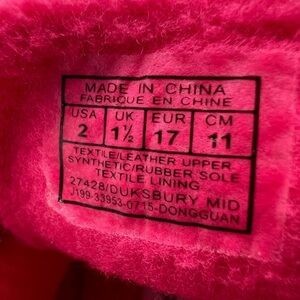 MADE IN CHINA
FABRIQUE EN CHINE
USA UK EUR CM
2 1½ 17 11
TEXTILE/LEATHER UPPER
SYNTHETIC/RUBBER SOLE
TEXTILE LINING
27428/DUKSBURY MID
J199-33953-0715-DONGGUAN